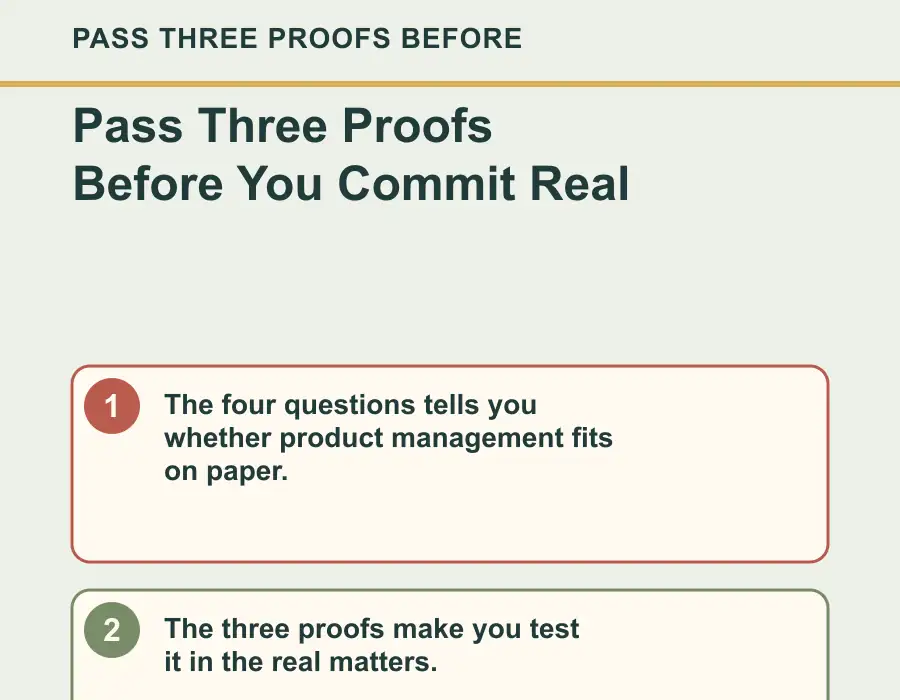 PASS THREE PROOFS BEFORE
Pass Three Proofs
Before You Commit Real
1
The four questions tells you
whether product management fits
on paper.
2
The three proofs make you test
it in the real matters.